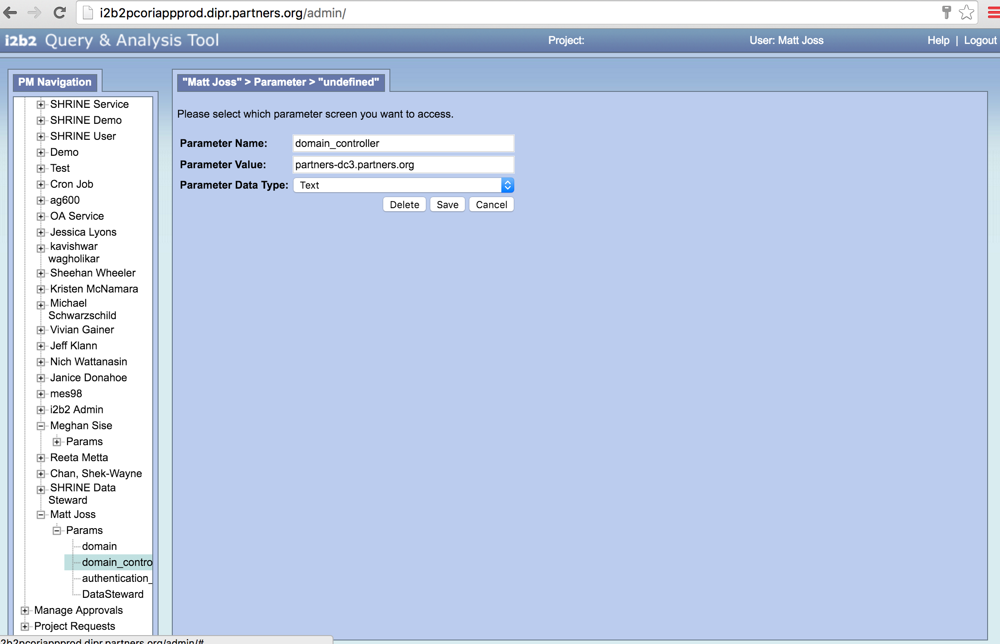 i2b2pcoriappprod.dipr.partners.org/admin/
i2b2 Query & Analysis Tool
Project:
User: Matt Joss
Help | Logout
PM Navigation
SHRINE Service
SHRINE Demo
SHRINE User
Demo
Test
Cron Job
ag600
OA Service
Jessica Lyons
kavishwar
wagholikar
Sheehan Wheeler
Kristen McNamara
Michael
Schwarzschild
Vivian Gainer
Jeff Klann
Nich Wattanasin
Janice Donahoe
mes98
i2b2 Admin
Meghan Sise
Params
Reeta Metta
Chan, Shek-Wayne
SHRINE Data
Steward
Matt Joss
Params
domain
domain_contro
authentication_
DataSteward
Manage Approvals
Project Requests
"Matt Joss" > Parameter > "undefined"
Please select which parameter screen you want to access.
Parameter Name: domain_controller
Parameter Value: partners-dc3.partners.org
Parameter Data Type: Text
Delete Save Cancel
2b2pcoriappprod.dipr.partners.org/admin/#